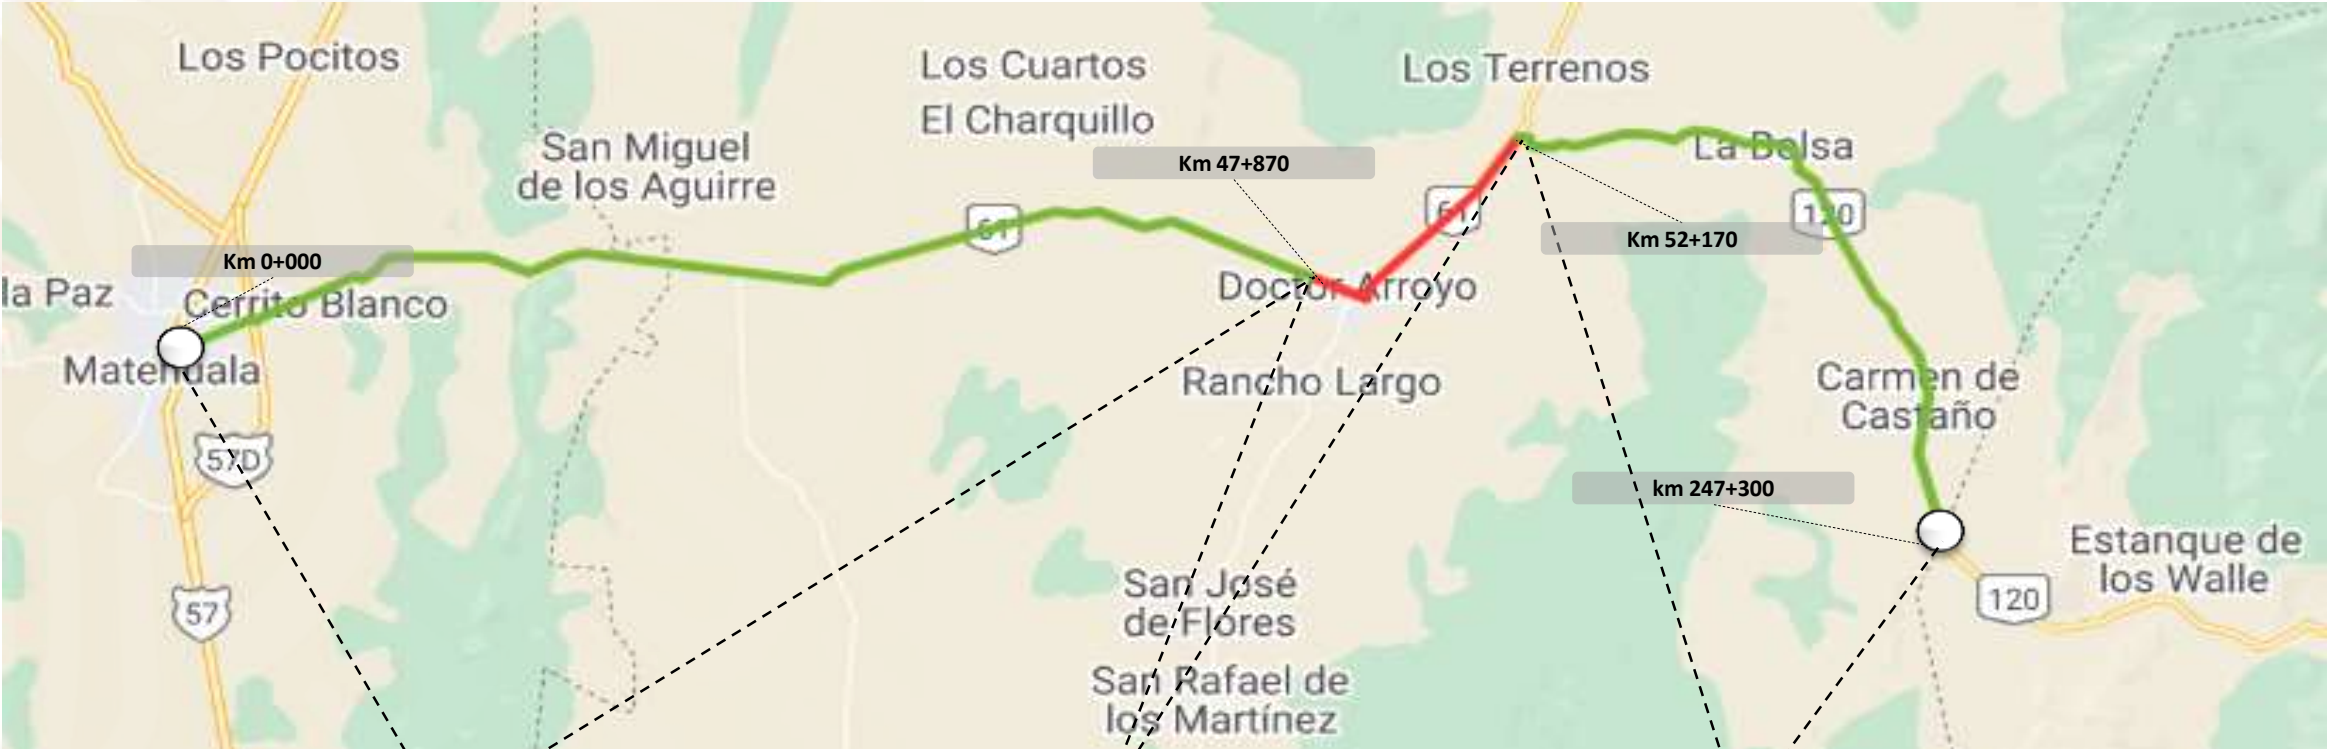 Los Pocitos
Los Cuartos
Los Terrenos
El Charquillo
San Miguel
de los Aguirre
Km 47+870
La Bolsa
61
61
120
Km 52+170
Km 0+000
la Paz
Cerrito Blanco
Doctor Arroyo
Matehuala
Rancho Largo
Carmen de
Castaño
57D
km 247+300
Estanque de
los Walle
San José
de Flores
57
120
San Rafael de
los Martínez